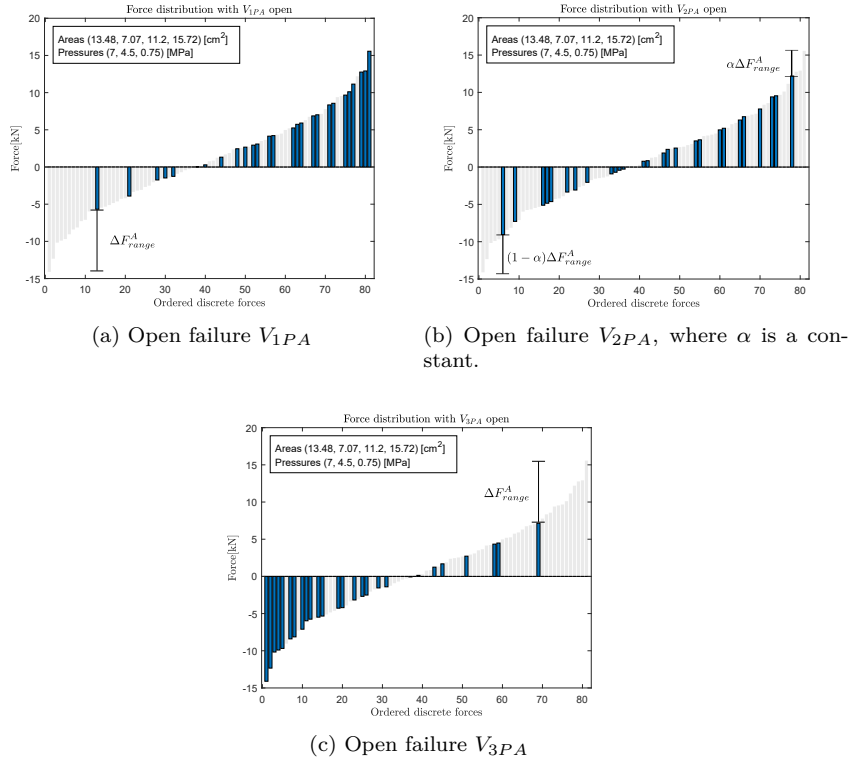 Force distribution with V1PA open
Areas (13.48, 7.07, 11.2, 15.72) [cm²]
Pressures (7, 4.5, 0.75) [MPa]
20
15
10
5
0
-5
-10
-15
Force[kN]
ΔF^A_range
0 10 20 30 40 50 60 70 80
Ordered discrete forces
(a) Open failure V1PA
Force distribution with V2PA open
Areas (13.48, 7.07, 11.2, 15.72) [cm²]
Pressures (7, 4.5, 0.75) [MPa]
20
15
10
5
0
-5
-10
-15
Force[kN]
αΔF^A_range
(1 − α)ΔF^A_range
0 10 20 30 40 50 60 70 80
Ordered discrete forces
(b) Open failure V2PA, where α is a con-
stant.
Force distribution with V3PA open
Areas (13.48, 7.07, 11.2, 15.72) [cm²]
Pressures (7, 4.5, 0.75) [MPa]
20
15
10
5
0
-5
-10
-15
Force[kN]
ΔF^A_range
0 10 20 30 40 50 60 70 80
Ordered discrete forces
(c) Open failure V3PA